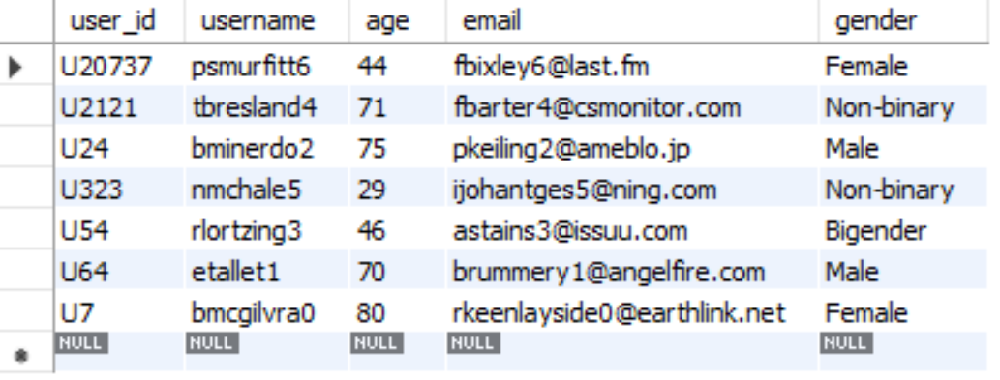 user_id username age email gender
U20737 psmurfitt6 44 fbixley6@last.fm Female
U2121 tbresland4 71 fbarter4@csmonitor.com Non-binary
U24 bminerdo2 75 pkeiling2@ameblo.jp Male
U323 nmchale5 29 ijohantges5@ning.com Non-binary
U54 rlortzing3 46 astains3@issuu.com Bigender
U64 etallet1 70 brummery1@angelfire.com Male
U7 bmcgilvra0 80 rkeenlayside0@earthlink.net Female
NULL NULL NULL NULL NULL